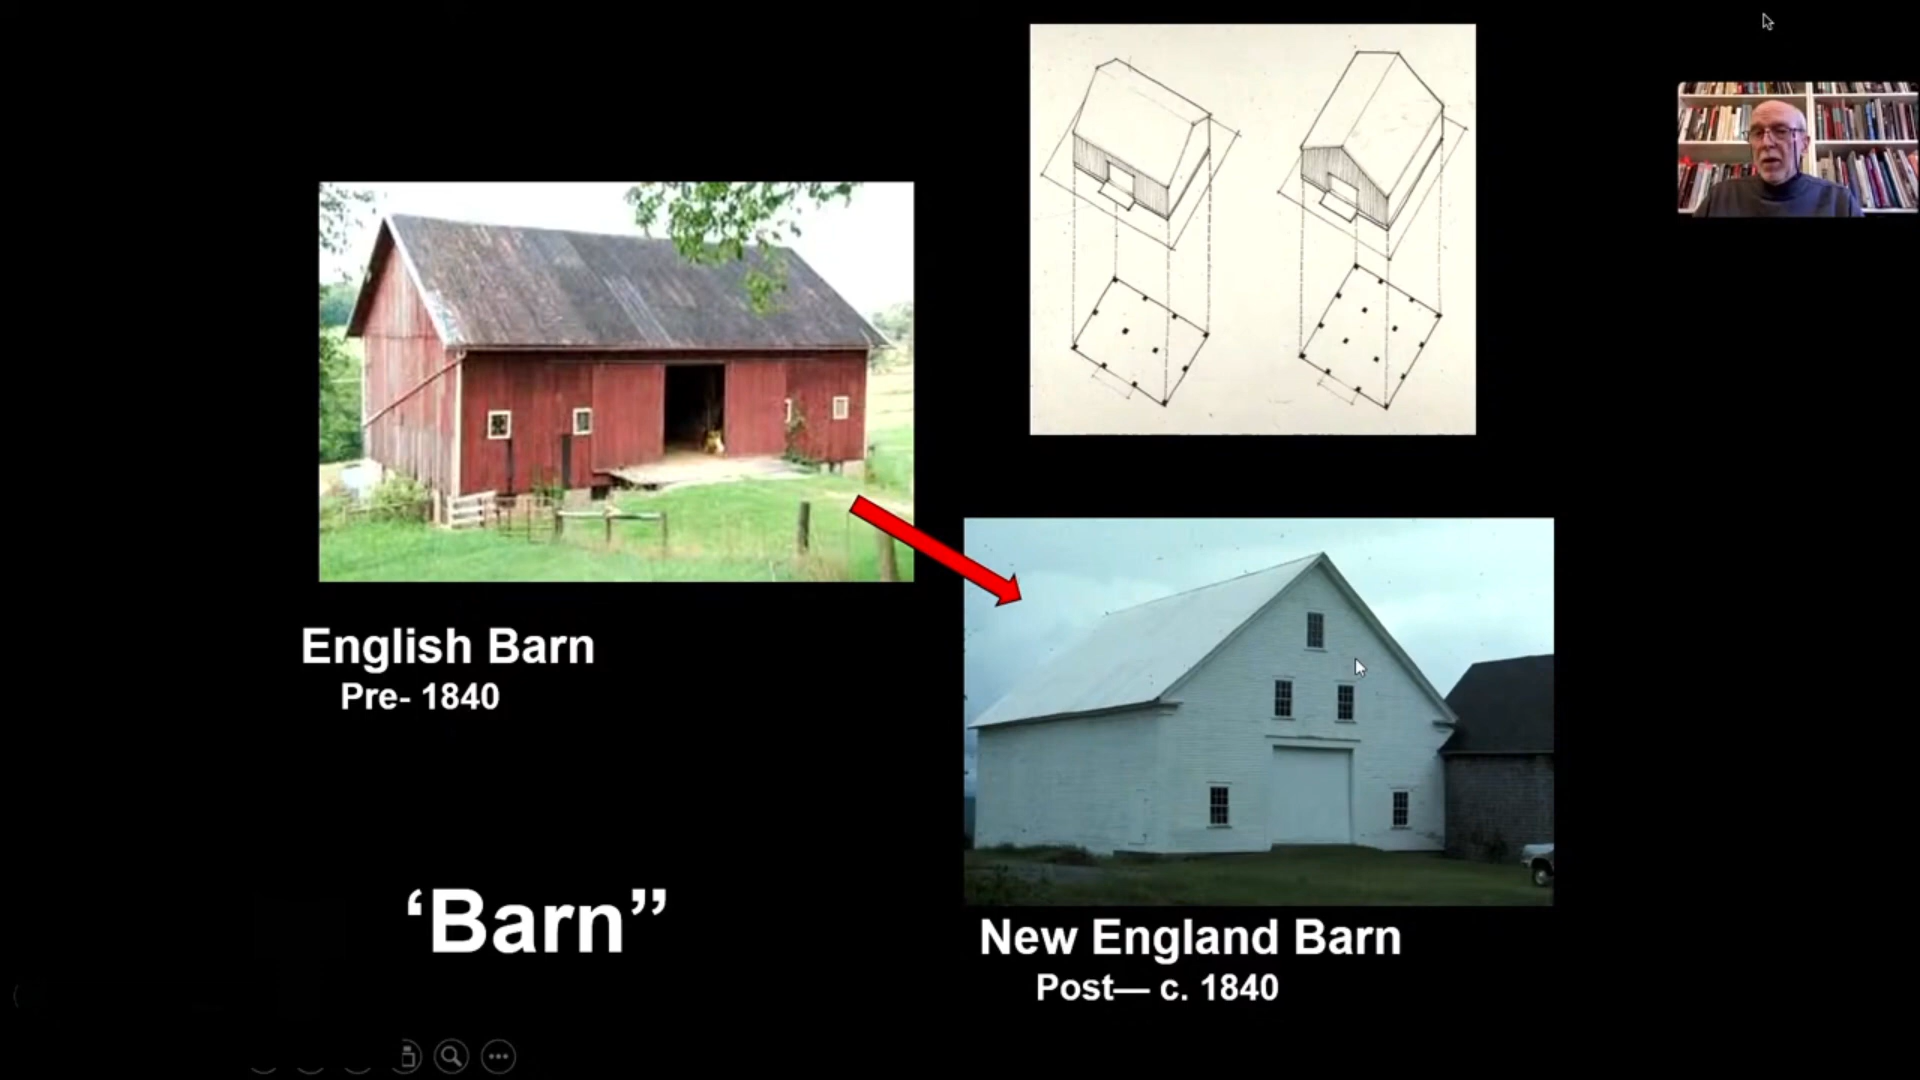 English Barn
Pre- 1840
‘Barn”
New England Barn
Post— c. 1840